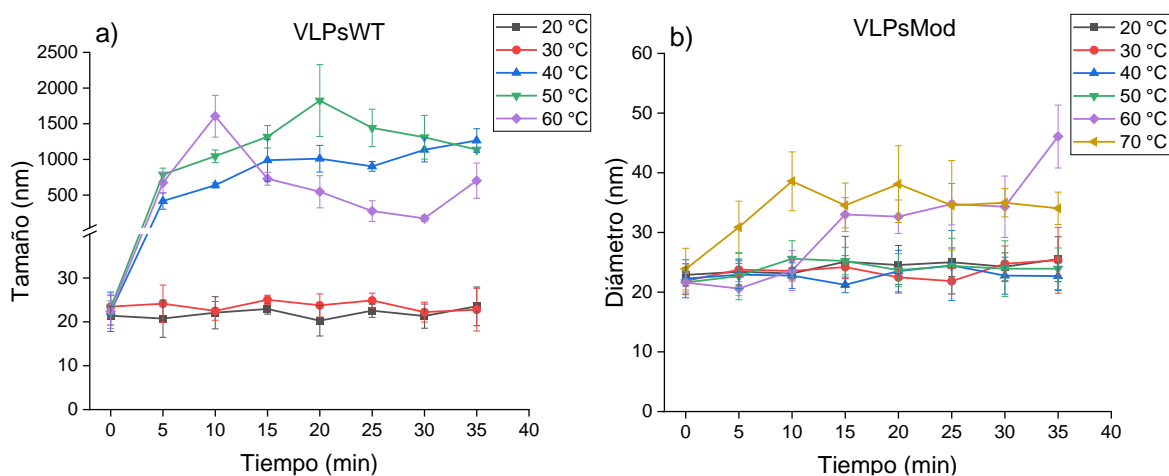 a)
VLPsWT
20 °C
30 °C
40 °C
50 °C
60 °C
2500
2000
1500
1000
500
30
20
10
0
Tamaño (nm)
0 5 10 15 20 25 30 35 40
Tiempo (min)
b)
VLPsMod
20 °C
30 °C
40 °C
50 °C
60 °C
70 °C
60
50
40
30
20
10
0
Diámetro (nm)
0 5 10 15 20 25 30 35 40
Tiempo (min)